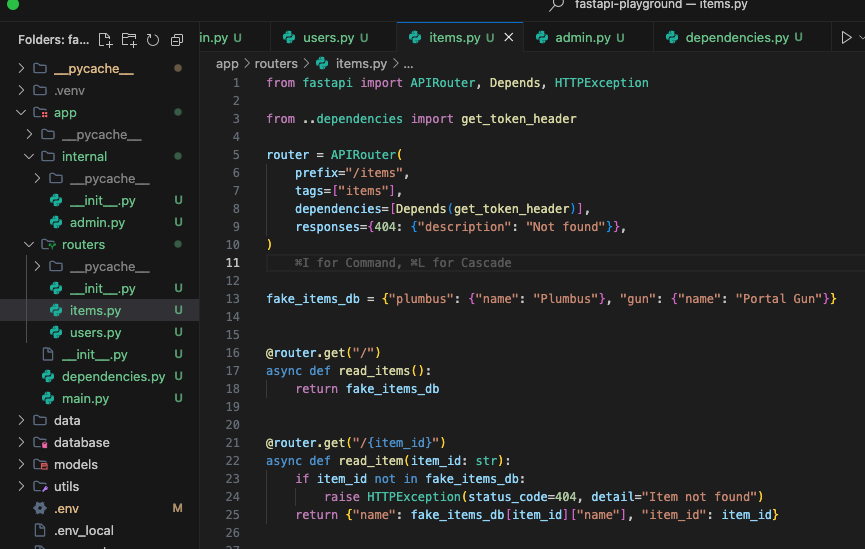 fastapi-playground — items.py
Folders: fa...
in.py U
users.py U
items.py U
admin.py U
dependencies.py U
app > routers > items.py > ...
__pycache__
.venv
app
__pycache__
internal
__pycache__
__init__.py U
admin.py U
routers
__pycache__
__init__.py U
items.py U
users.py U
__init__.py U
dependencies.py U
main.py U
data
database
models
utils
.env M
.env_local
1 from fastapi import APIRouter, Depends, HTTPException
2
3 from ..dependencies import get_token_header
4
5 router = APIRouter(
6     prefix="/items",
7     tags=["items"],
8     dependencies=[Depends(get_token_header)],
9     responses={404: {"description": "Not found"}},
10 )
11     ⌘I for Command, ⌘L for Cascade
12
13 fake_items_db = {"plumbus": {"name": "Plumbus"}, "gun": {"name": "Portal Gun"}}
14
15
16 @router.get("/")
17 async def read_items():
18     return fake_items_db
19
20
21 @router.get("/{item_id}")
22 async def read_item(item_id: str):
23     if item_id not in fake_items_db:
24         raise HTTPException(status_code=404, detail="Item not found")
25     return {"name": fake_items_db[item_id]["name"], "item_id": item_id}
26